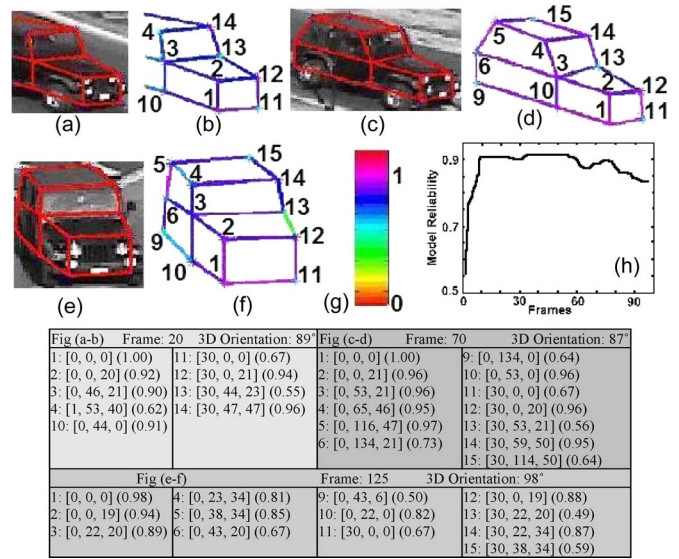 4 14
3 13
2 12
10 1 11
(a) (b) (c) (d)
15
5 14
4 13
6 3 2 12
9 10 1 11
15
5 4 14
6 3 13
2 12
9 10 1 11
(e) (f) (g)
1
0
Model Reliability
0.9
0.7
0.5
0 30 60 90
Frames
(h)
Fig (a-b) Frame: 20 3D Orientation: 89°
1: [0, 0, 0] (1.00) 11: [30, 0, 0] (0.67)
2: [0, 0, 20] (0.92) 12: [30, 0, 21] (0.94)
3: [0, 46, 21] (0.90) 13: [30, 44, 23] (0.55)
4: [1, 53, 40] (0.62) 14: [30, 47, 47] (0.96)
10: [0, 44, 0] (0.91)
Fig (c-d) Frame: 70 3D Orientation: 87°
1: [0, 0, 0] (1.00) 9: [0, 134, 0] (0.64)
2: [0, 0, 21] (0.96) 10: [0, 53, 0] (0.96)
3: [0, 53, 21] (0.96) 11: [30, 0, 0] (0.67)
4: [0, 65, 46] (0.95) 12: [30, 0, 20] (0.96)
5: [0, 116, 47] (0.97) 13: [30, 53, 21] (0.56)
6: [0, 134, 21] (0.73) 14: [30, 59, 50] (0.95)
15: [30, 114, 50] (0.64)
Fig (e-f) Frame: 125 3D Orientation: 98°
1: [0, 0, 0] (0.98) 4: [0, 23, 34] (0.81) 9: [0, 43, 6] (0.50) 12: [30, 0, 19] (0.88)
2: [0, 0, 19] (0.94) 5: [0, 38, 34] (0.85) 10: [0, 22, 0] (0.82) 13: [30, 22, 20] (0.49)
3: [0, 22, 20] (0.89) 6: [0, 43, 20] (0.67) 11: [30, 0, 0] (0.67) 14: [30, 22, 34] (0.87)
15: [30, 38, 34] (0.59)